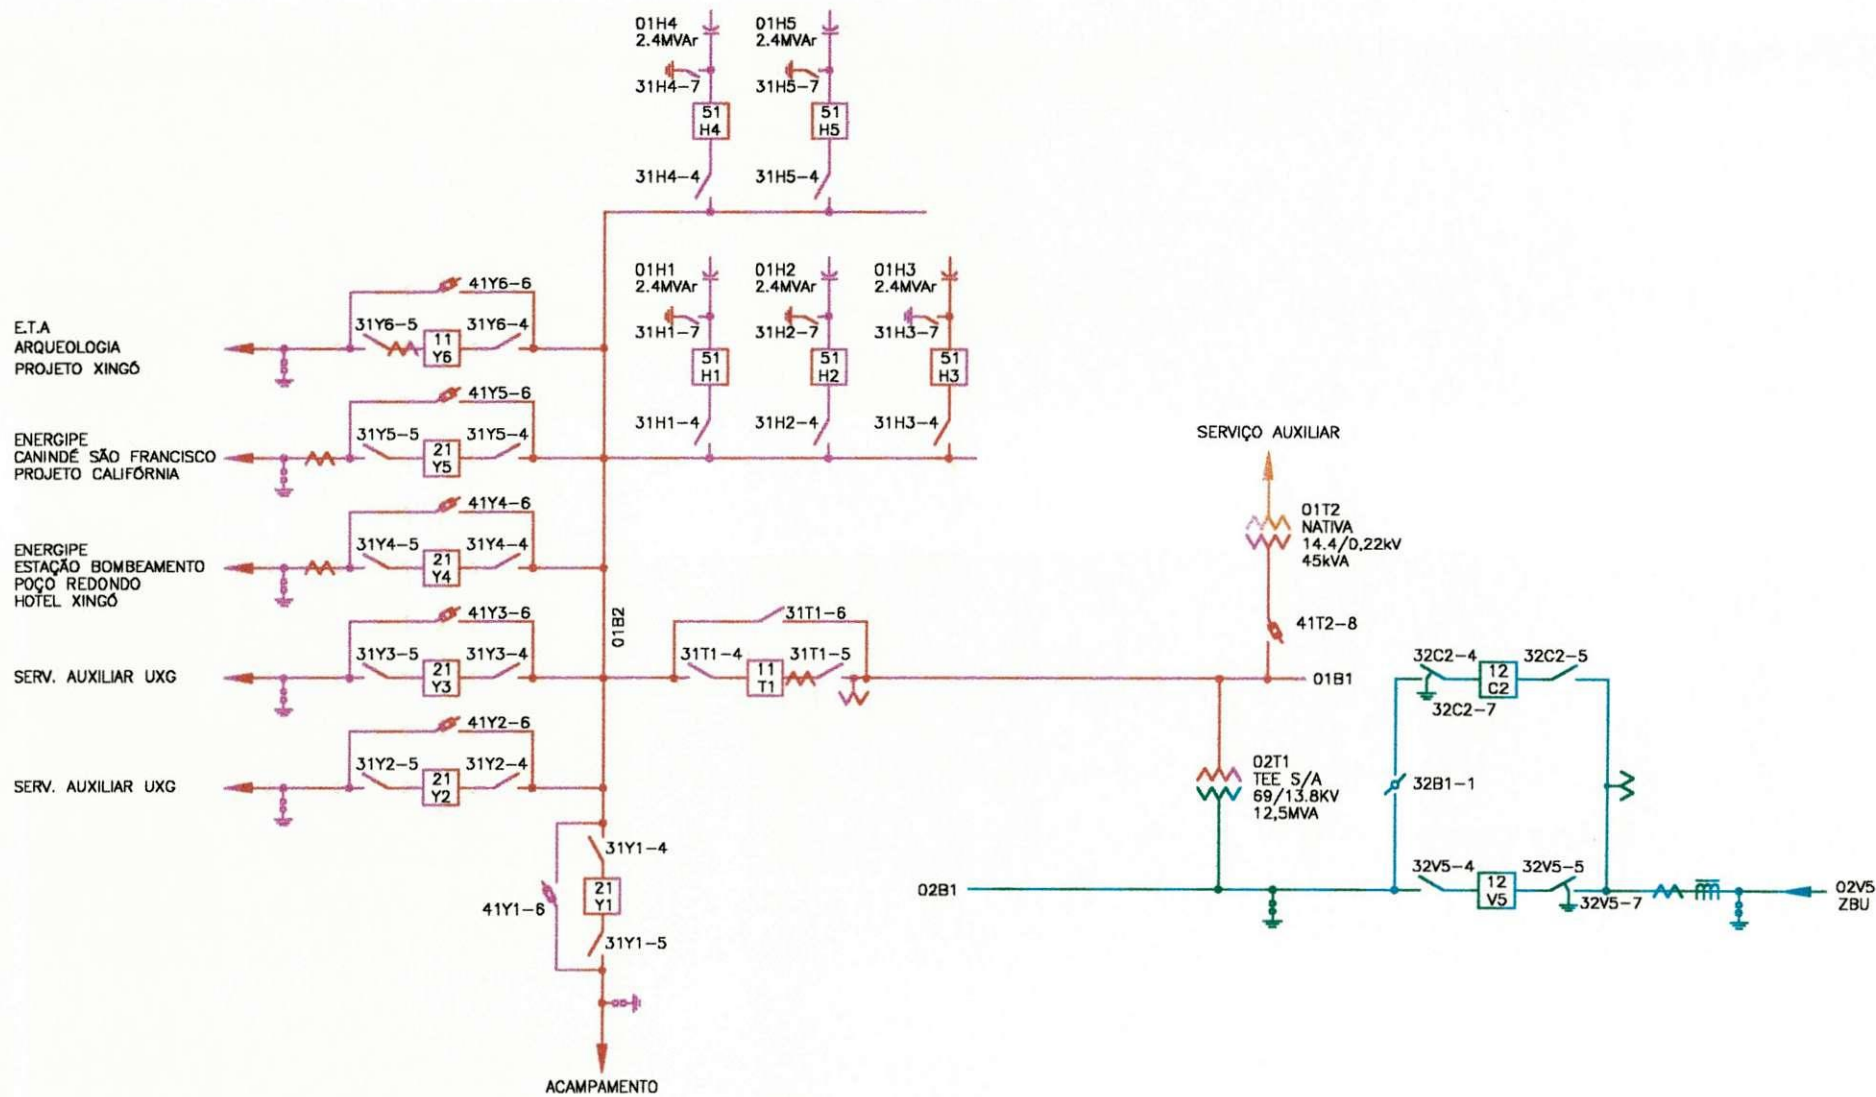 01H4
2.4MVAr
31H4-7
51
H4
31H4-4
01H5
2.4MVAr
31H5-7
51
H5
31H5-4
01H1
2.4MVAr
31H1-7
51
H1
31H1-4
01H2
2.4MVAr
31H2-7
51
H2
31H2-4
01H3
2.4MVAr
31H3-7
51
H3
31H3-4
E.T.A
ARQUEOLOGIA
PROJETO XINGÓ
41Y6-6
31Y6-5
11
Y6
31Y6-4
ENERGIPE
CANINDÉ SÃO FRANCISCO
PROJETO CALIFÓRNIA
41Y5-6
31Y5-5
21
Y5
31Y5-4
ENERGIPE
ESTAÇÃO BOMBEAMENTO
POÇO REDONDO
HOTEL XINGÓ
41Y4-6
31Y4-5
21
Y4
31Y4-4
SERV. AUXILIAR UXG
41Y3-6
31Y3-5
21
Y3
31Y3-4
SERV. AUXILIAR UXG
41Y2-6
31Y2-5
21
Y2
31Y2-4
01B2
31Y1-4
21
Y1
41Y1-6
31Y1-5
ACAMPAMENTO
31T1-6
31T1-4
11
T1
31T1-5
SERVIÇO AUXILIAR
01T2
NATIVA
14.4/0,22kV
45kVA
41T2-8
01B1
02T1
TEE S/A
69/13.8KV
12,5MVA
02B1
32C2-4
12
C2
32C2-5
32C2-7
32B1-1
32V5-4
12
V5
32V5-5
32V5-7
02V5
ZBU